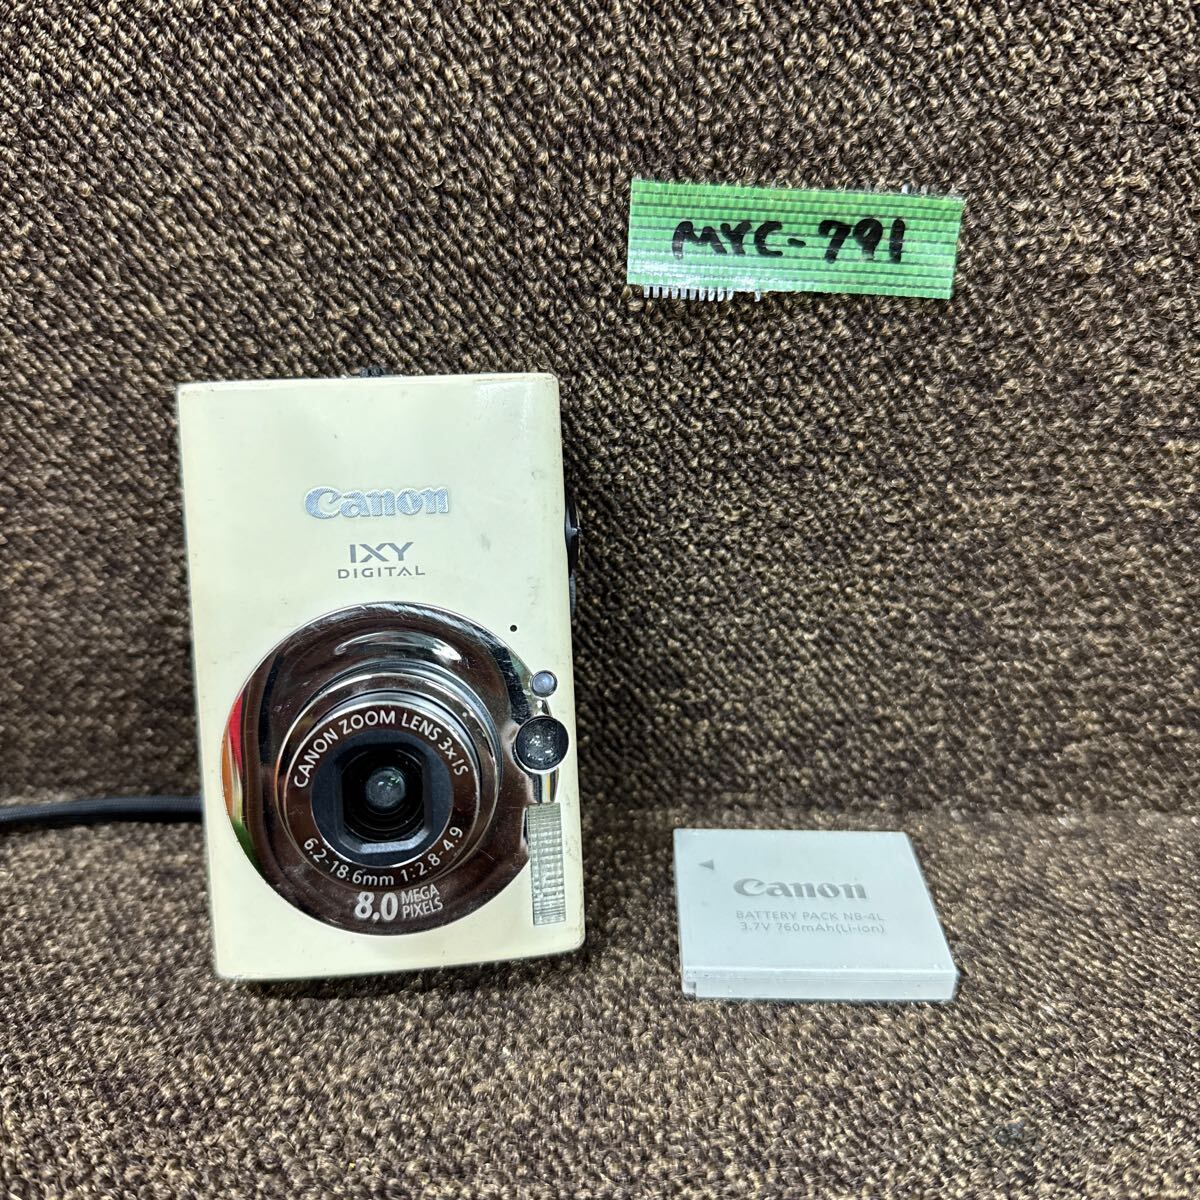 MYC-791
Canon
IXY
DIGITAL
CANON ZOOM LENS 3x IS
6.2-18.6mm 1:2.8-4.9
8.0 MEGA PIXELS
Canon
BATTERY PACK NB-4L
3.7V 760mAh(Li-ion)